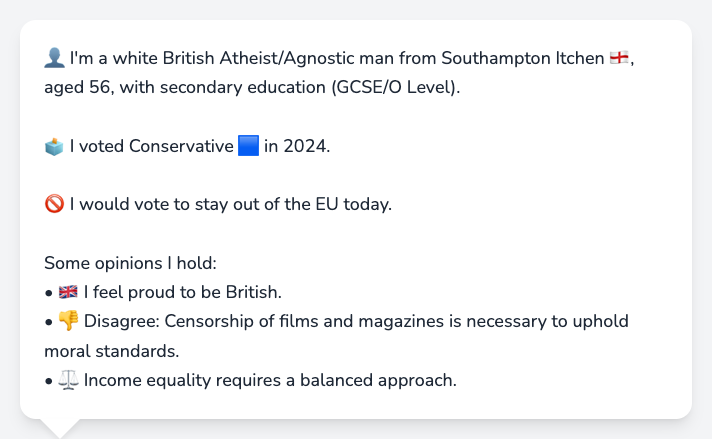 👤 I'm a white British Atheist/Agnostic man from Southampton Itchen 🏴󠁧󠁢󠁥󠁮󠁧󠁿,
aged 56, with secondary education (GCSE/O Level).
🗳️ I voted Conservative 🟦 in 2024.
🚫 I would vote to stay out of the EU today.
Some opinions I hold:
• 🇬🇧 I feel proud to be British.
• 👎 Disagree: Censorship of films and magazines is necessary to uphold
moral standards.
• ⚖️ Income equality requires a balanced approach.